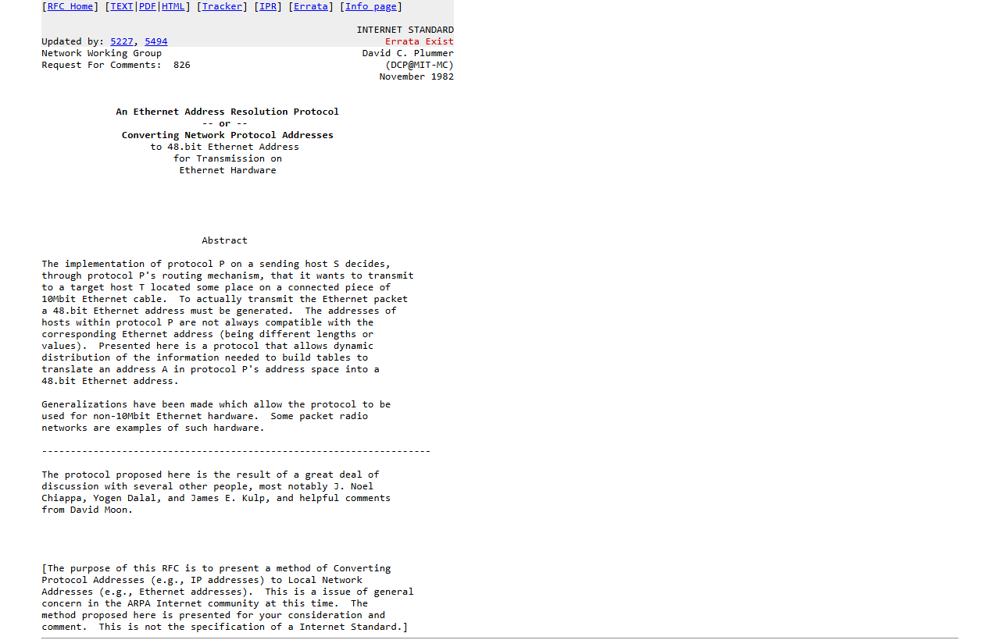 [RFC Home] [TEXT|PDF|HTML] [Tracker] [IPR] [Errata] [Info page]
INTERNET STANDARD
Updated by: 5227, 5494 Errata Exist
Network Working Group David C. Plummer
Request For Comments: 826 (DCP@MIT-MC)
November 1982
An Ethernet Address Resolution Protocol
-- or --
Converting Network Protocol Addresses
to 48.bit Ethernet Address
for Transmission on
Ethernet Hardware
Abstract
The implementation of protocol P on a sending host S decides,
through protocol P's routing mechanism, that it wants to transmit
to a target host T located some place on a connected piece of
10Mbit Ethernet cable. To actually transmit the Ethernet packet
a 48.bit Ethernet address must be generated. The addresses of
hosts within protocol P are not always compatible with the
corresponding Ethernet address (being different lengths or
values). Presented here is a protocol that allows dynamic
distribution of the information needed to build tables to
translate an address A in protocol P's address space into a
48.bit Ethernet address.
Generalizations have been made which allow the protocol to be
used for non-10Mbit Ethernet hardware. Some packet radio
networks are examples of such hardware.
--------------------------------------------------------------------
The protocol proposed here is the result of a great deal of
discussion with several other people, most notably J. Noel
Chiappa, Yogen Dalal, and James E. Kulp, and helpful comments
from David Moon.
[The purpose of this RFC is to present a method of Converting
Protocol Addresses (e.g., IP addresses) to Local Network
Addresses (e.g., Ethernet addresses). This is a issue of general
concern in the ARPA Internet community at this time. The
method proposed here is presented for your consideration and
comment. This is not the specification of a Internet Standard.]